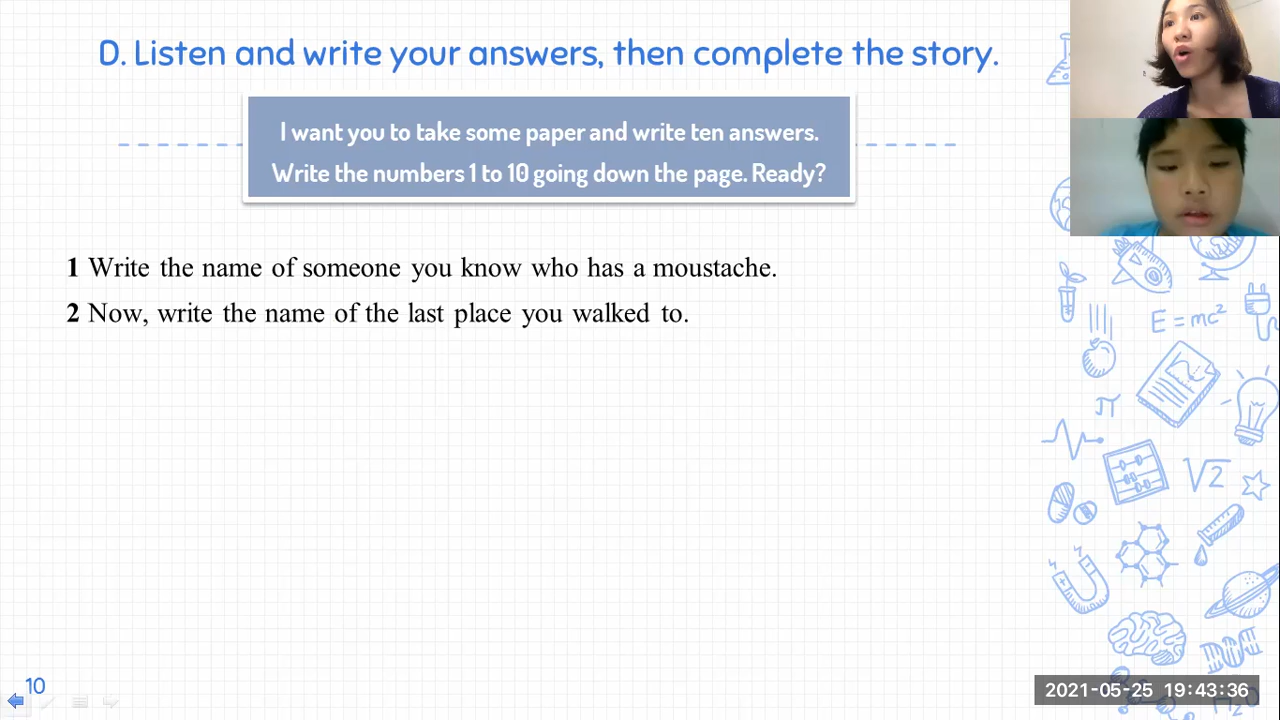 D. Listen and write your answers, then complete the story.
I want you to take some paper and write ten answers.
Write the numbers 1 to 10 going down the page. Ready?
1 Write the name of someone you know who has a moustache.
2 Now, write the name of the last place you walked to.
E = mc²
π
√2
10
2021-05-25 19:43:36
H₂O